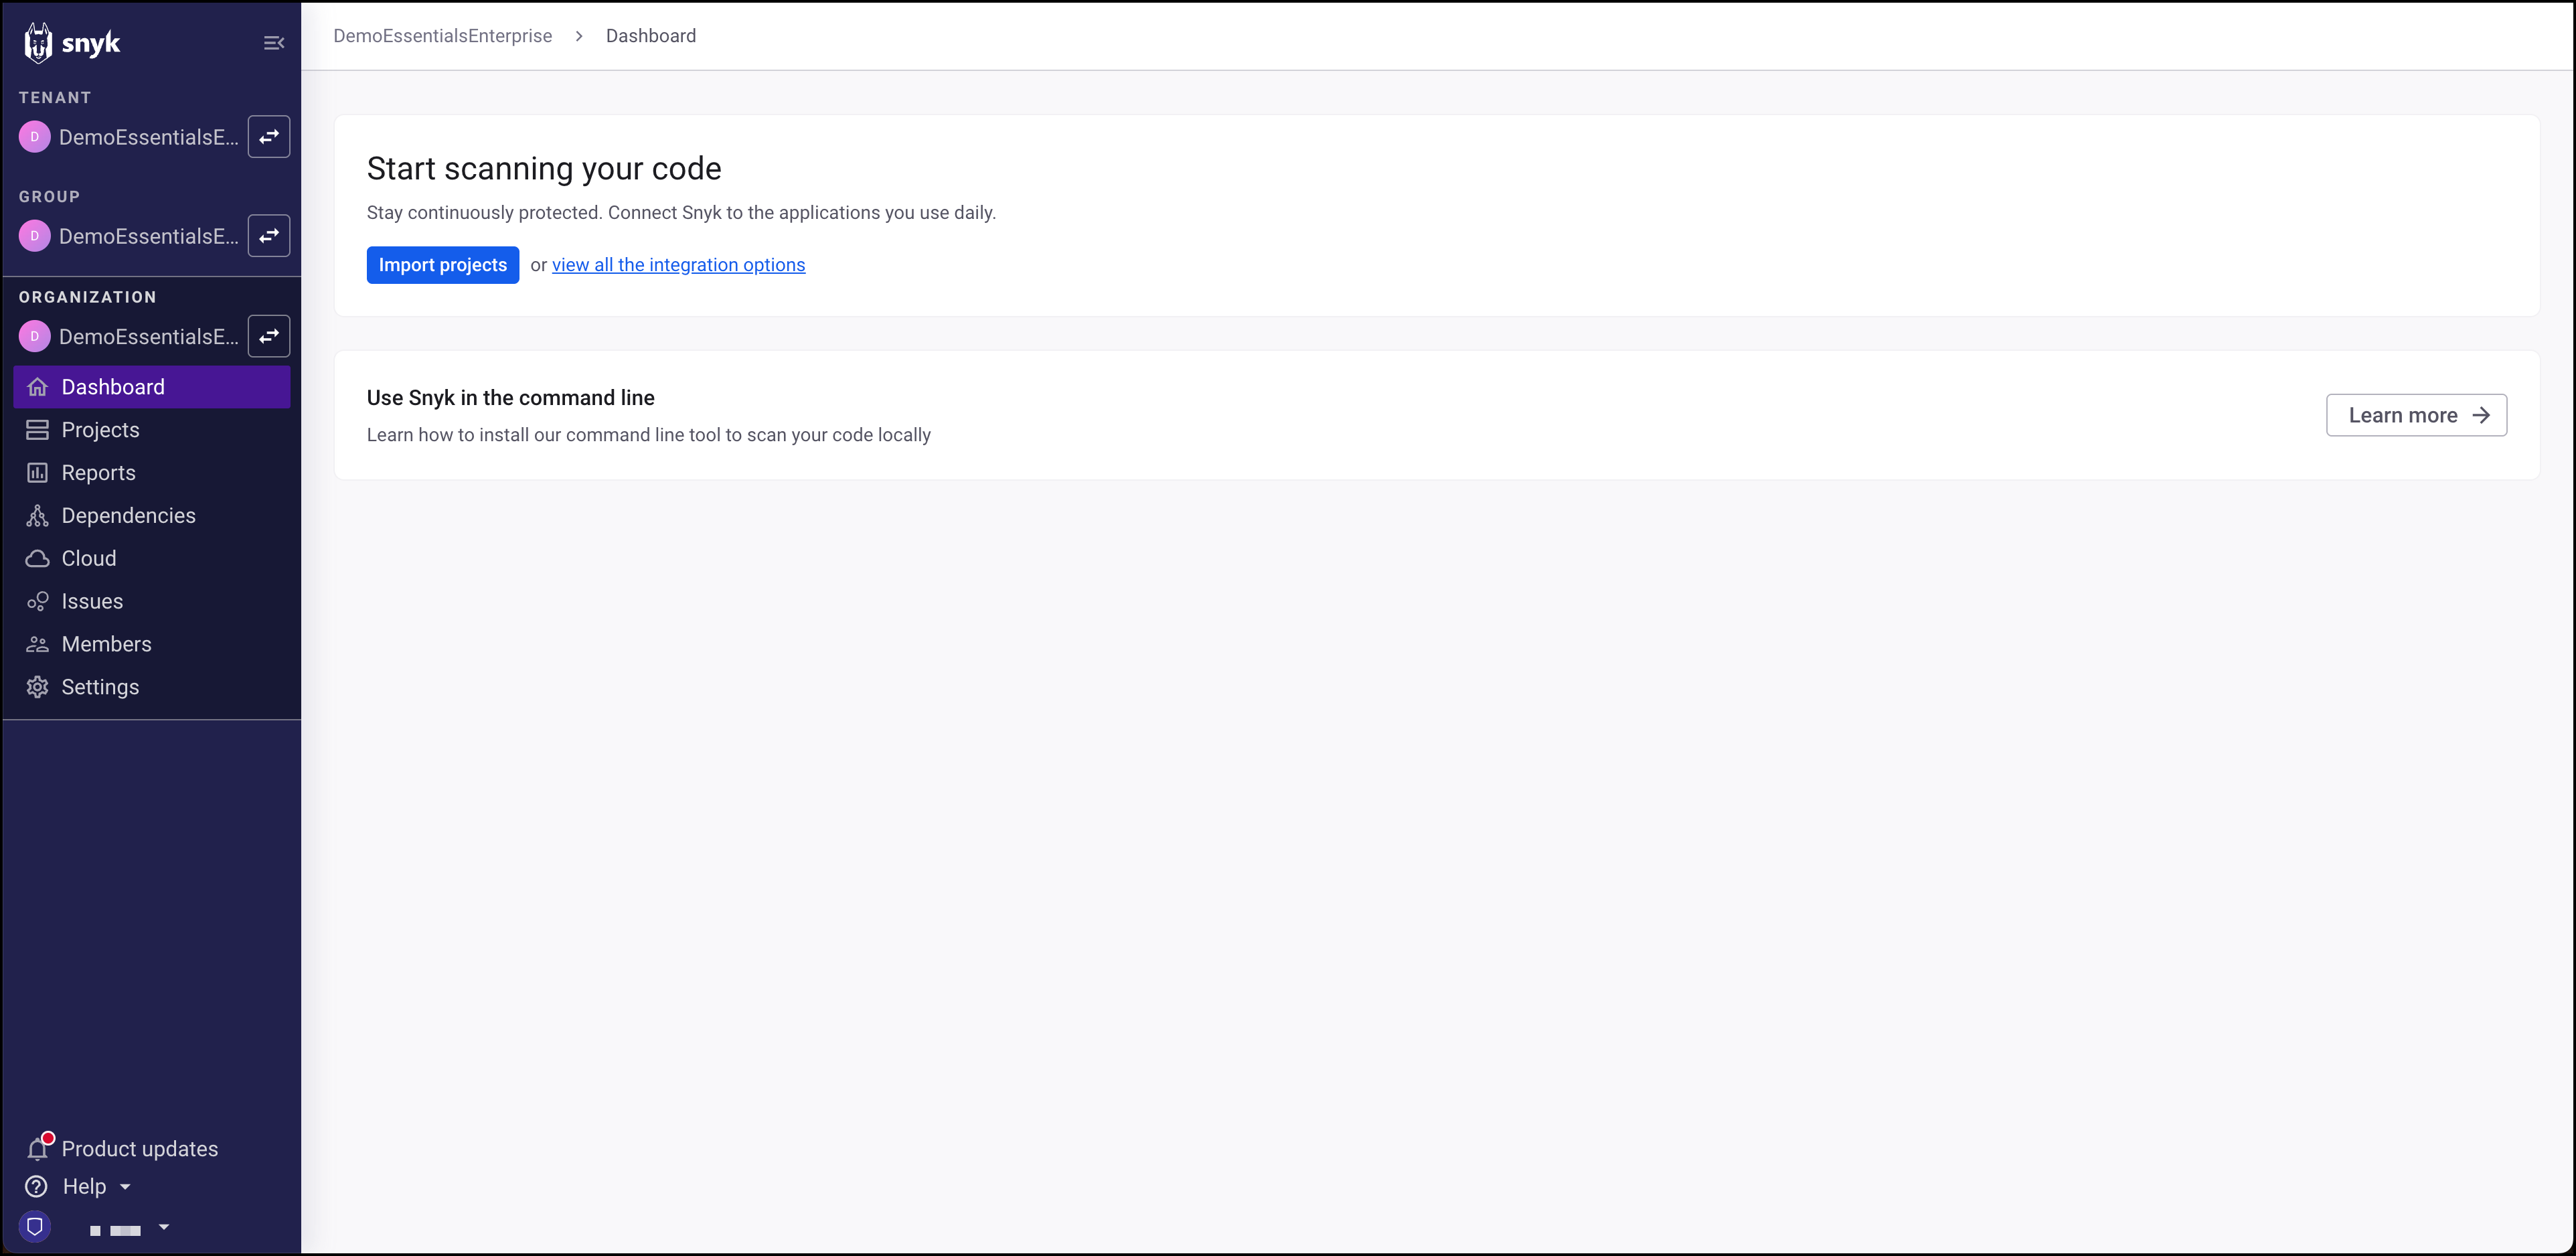 snyk
TENANT
D DemoEssentialsE...
GROUP
D DemoEssentialsE...
ORGANIZATION
D DemoEssentialsE...
Dashboard
Projects
Reports
Dependencies
Cloud
Issues
Members
Settings
Product updates
Help
DemoEssentialsEnterprise > Dashboard
Start scanning your code
Stay continuously protected. Connect Snyk to the applications you use daily.
Import projects or view all the integration options
Use Snyk in the command line
Learn how to install our command line tool to scan your code locally
Learn more →